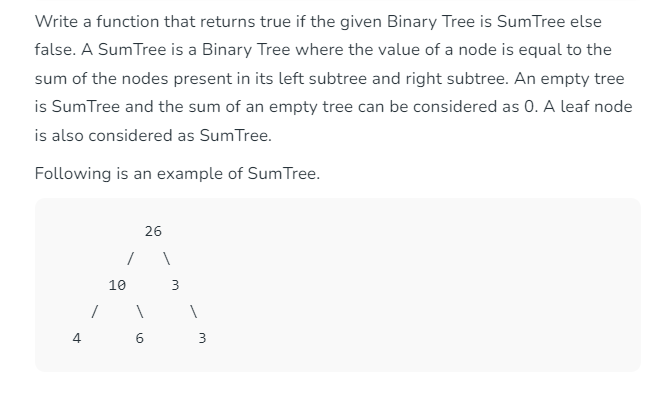 Write a function that returns true if the given Binary Tree is SumTree else
false. A SumTree is a Binary Tree where the value of a node is equal to the
sum of the nodes present in its left subtree and right subtree. An empty tree
is SumTree and the sum of an empty tree can be considered as 0. A leaf node
is also considered as SumTree.
Following is an example of SumTree.
26
/ \
10 3
/ \ \
4 6 3